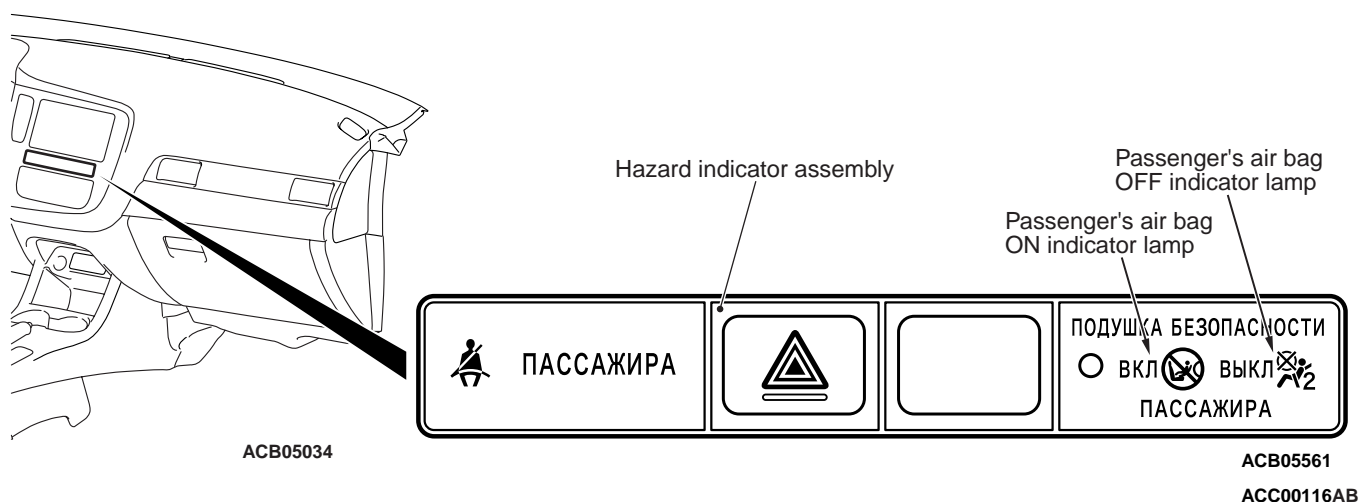 Hazard indicator assembly
Passenger's air bag
OFF indicator lamp
Passenger's air bag
ON indicator lamp
ПАССАЖИРА
ПОДУШКА БЕЗОПАСНОСТИ
ВКЛ ВЫКЛ 2
ПАССАЖИРА
ACB05034
ACB05561
ACC00116AB